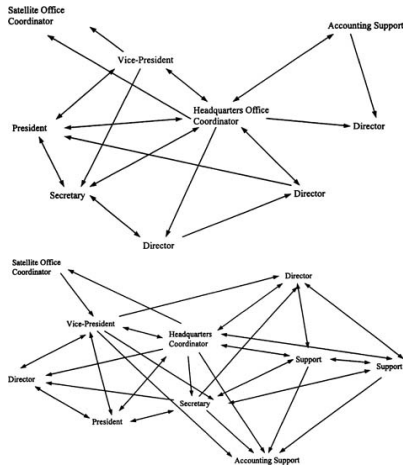 Satellite Office
Coordinator
Accounting Support
Vice-President
Headquarters Office
Coordinator
President
Director
Secretary
Director
Director
Satellite Office
Coordinator
Director
Vice-President
Headquarters
Coordinator
Support
Support
Director
Secretary
President
Accounting Support